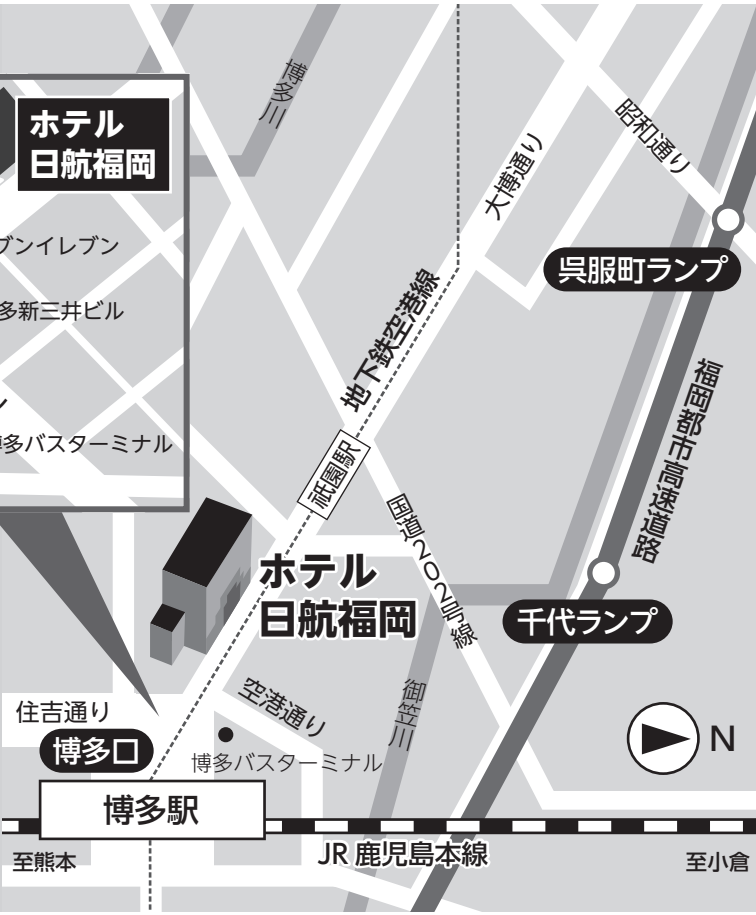 博多川
昭和通り
ホテル
日航福岡
大博通り
ブンイレブン
呉服町ランプ
多新三井ビル
地下鉄空港線
福岡都市高速道路
博多バスターミナル
祇園駅
国道202号線
ホテル
日航福岡
千代ランプ
住吉通り
空港通り
御笠川
博多口
博多バスターミナル
N
博多駅
至熊本
JR 鹿児島本線
至小倉